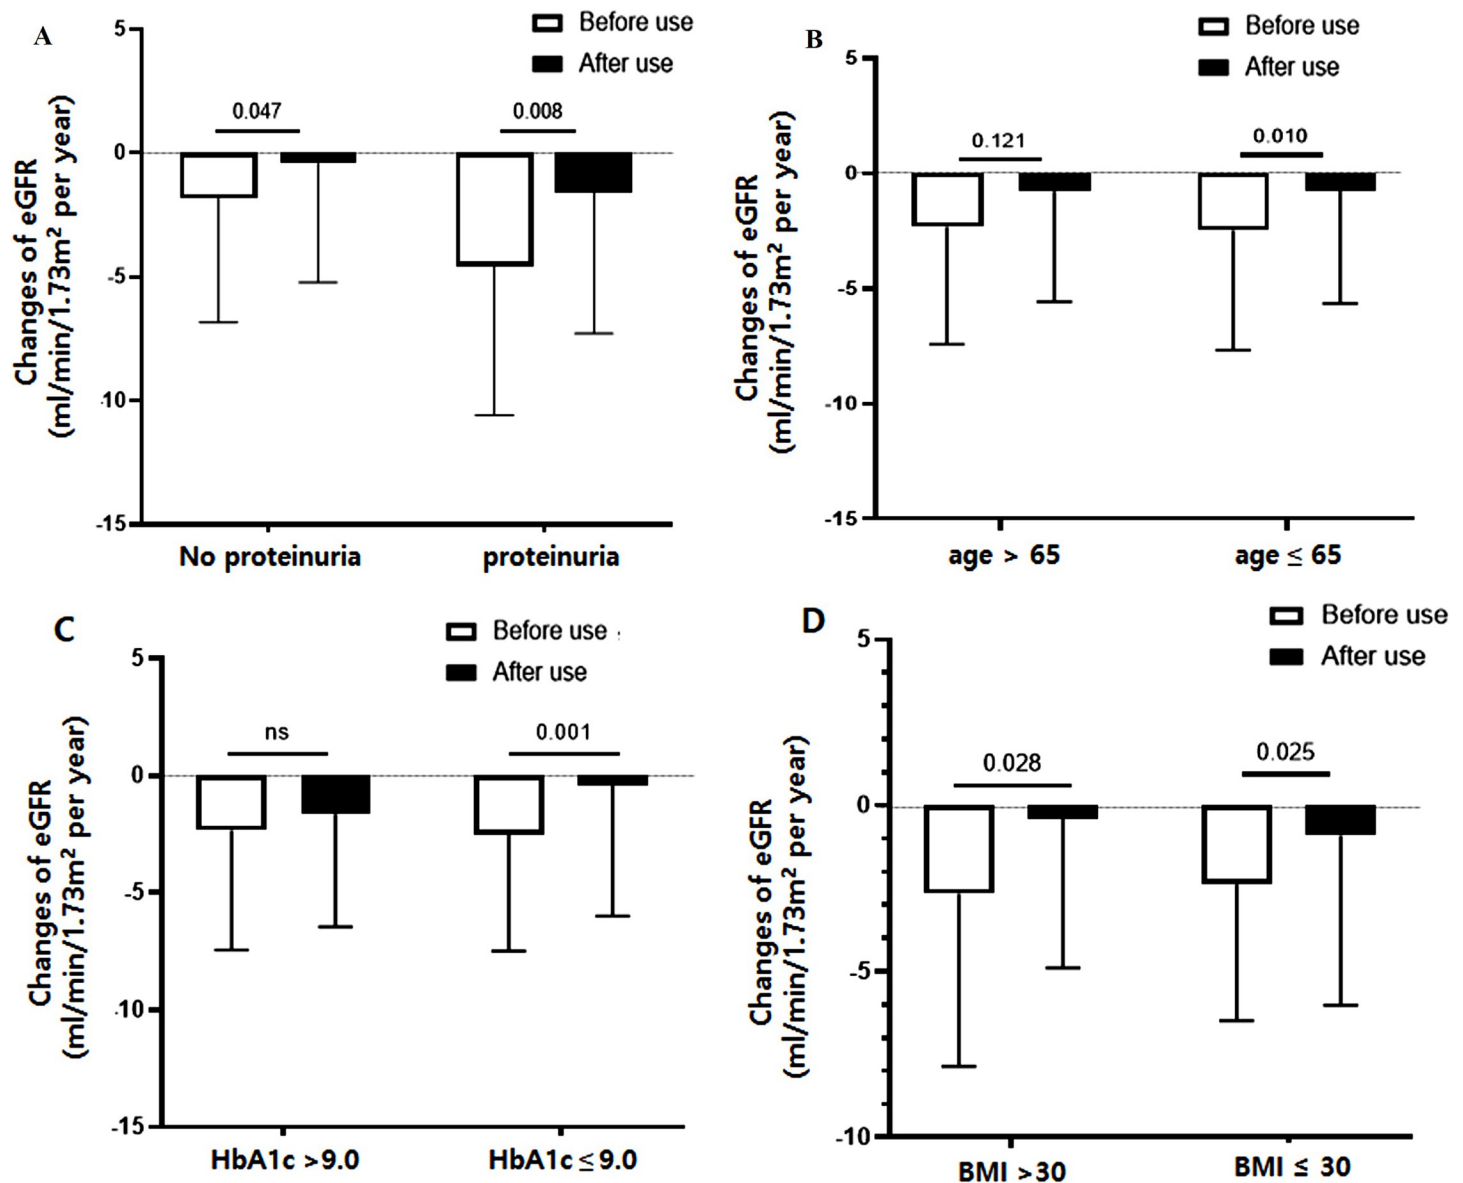 A
Before use
After use
5
0
-5
-10
-15
0.047
0.008
Changes of eGFR
(ml/min/1.73m² per year)
No proteinuria
proteinuria
B
Before use
After use
5
0
-5
-10
-15
0.121
0.010
Changes of eGFR
(ml/min/1.73m² per year)
age > 65
age ≤ 65
C
Before use
After use
5
0
-5
-10
-15
ns
0.001
Changes of eGFR
(ml/min/1.73m² per year)
HbA1c >9.0
HbA1c ≤ 9.0
D
Before use
After use
5
0
-5
-10
0.028
0.025
Changes of eGFR
(ml/min/1.73m² per year)
BMI >30
BMI ≤ 30